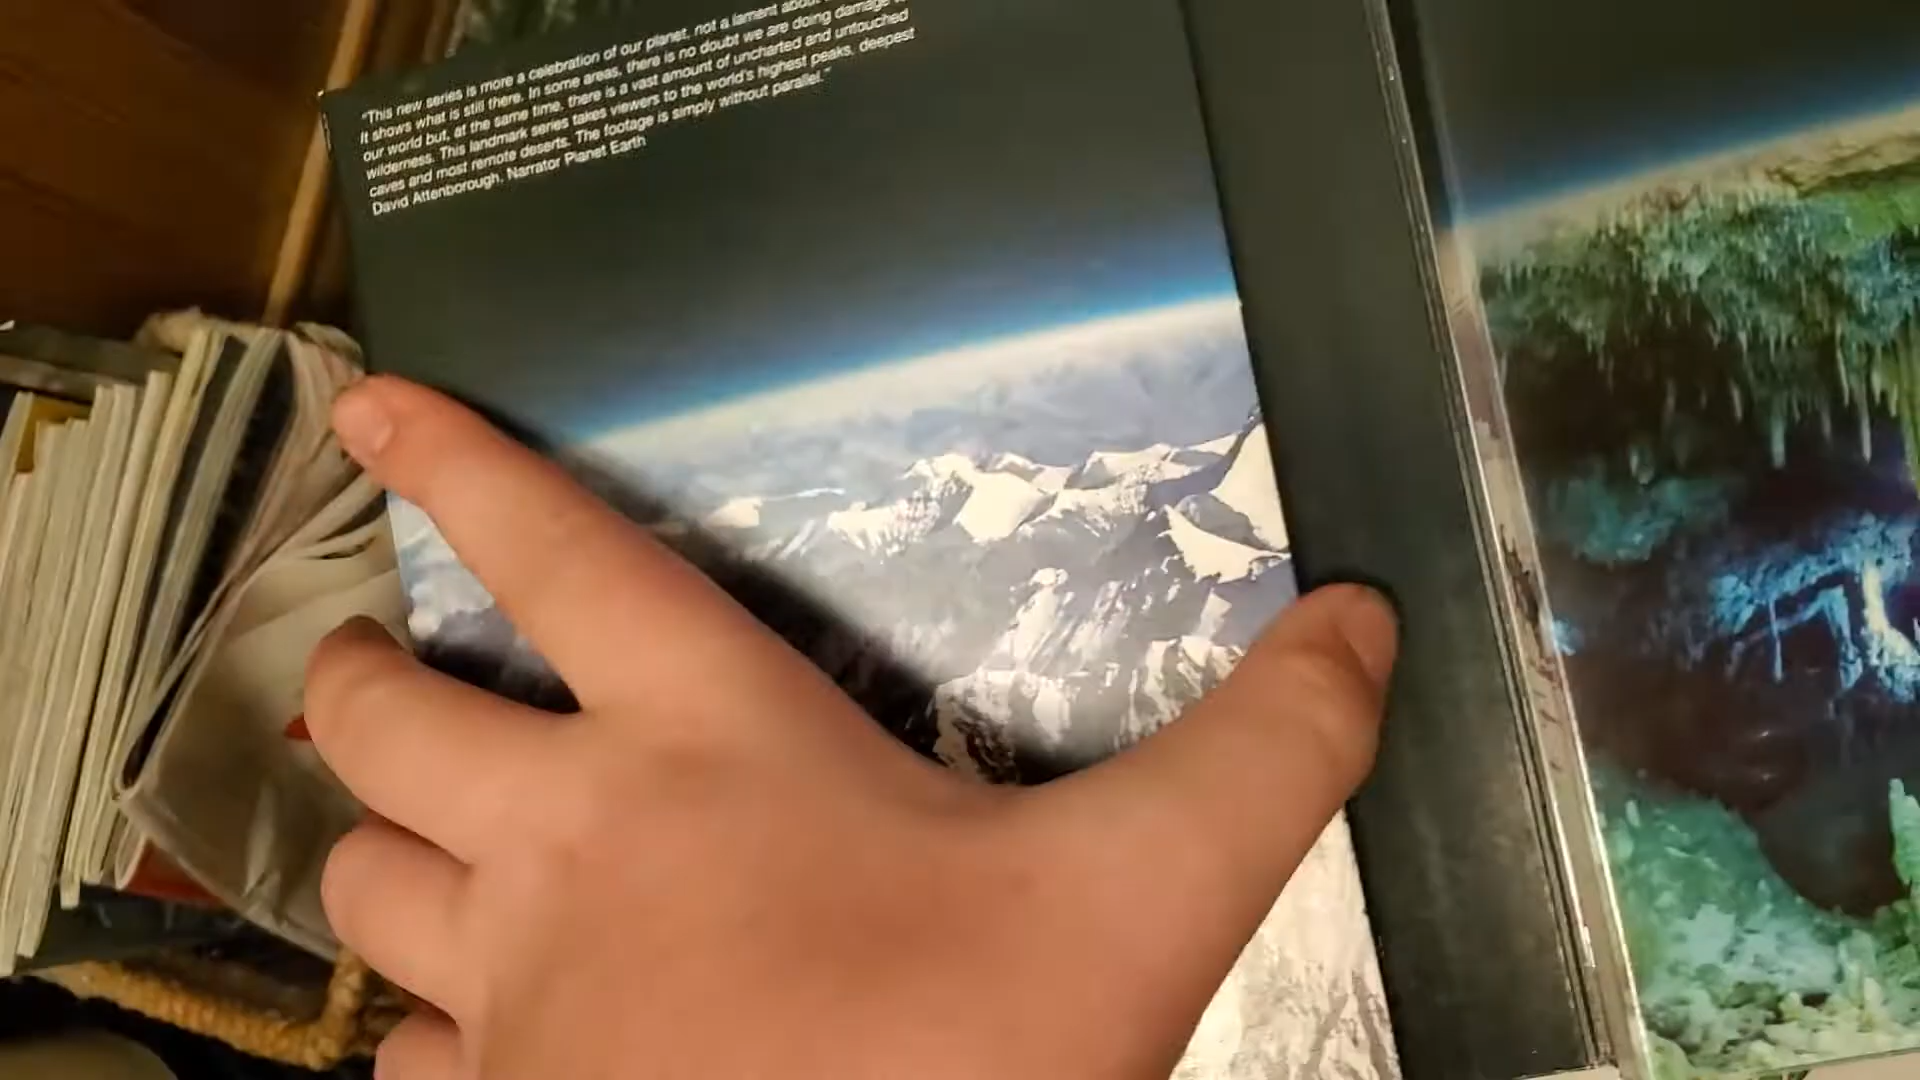 "This new series is more a celebration of our planet, not a lament about
It shows what is still there. In some areas, there is no doubt we are doing damage
our world but, at the same time, there is a vast amount of uncharted and untouched
wilderness. This landmark series takes viewers to the world's highest peaks, deepest
caves and most remote deserts. The footage is simply without parallel."
David Attenborough, Narrator Planet Earth